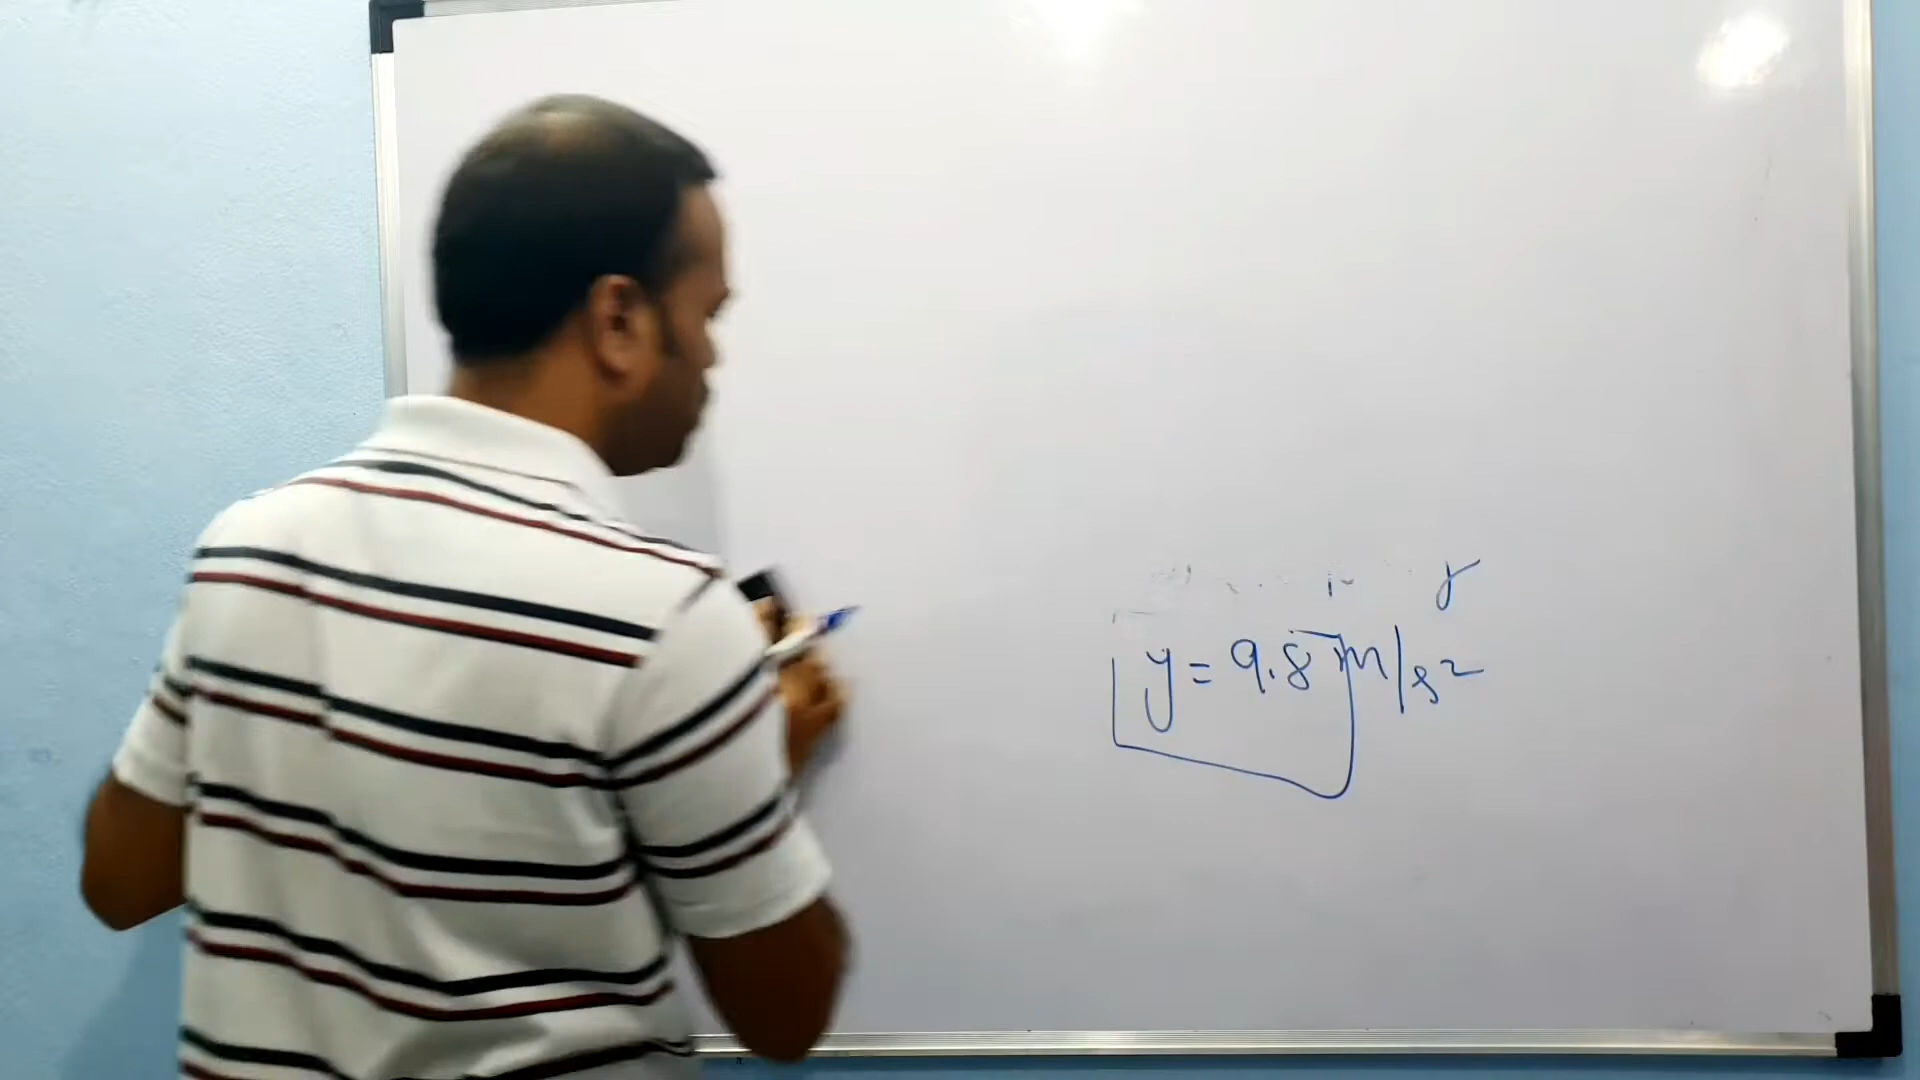 y = 9.8 m/s²